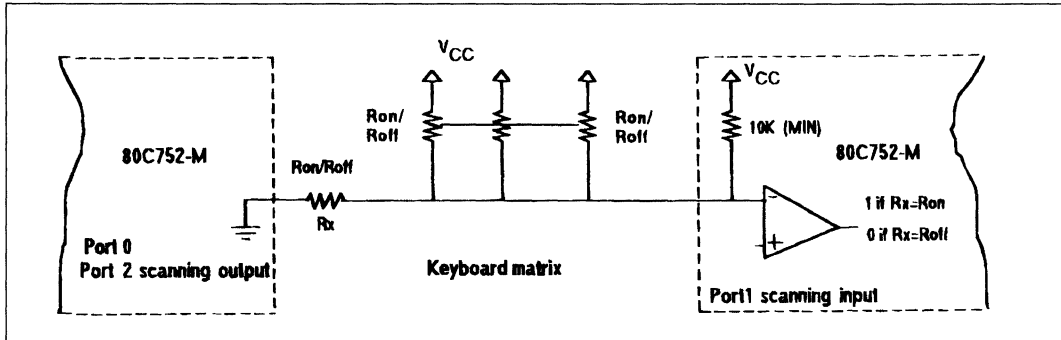 VCC
VCC
Ron/
Roff
Ron/
Roff
10K (MIN)
80C752-M
80C752-M
Ron/Roff
Rx
-
+
1 if Rx=Ron
0 if Rx=Roff
Port 0
Port 2 scanning output
Keyboard matrix
Port1 scanning input